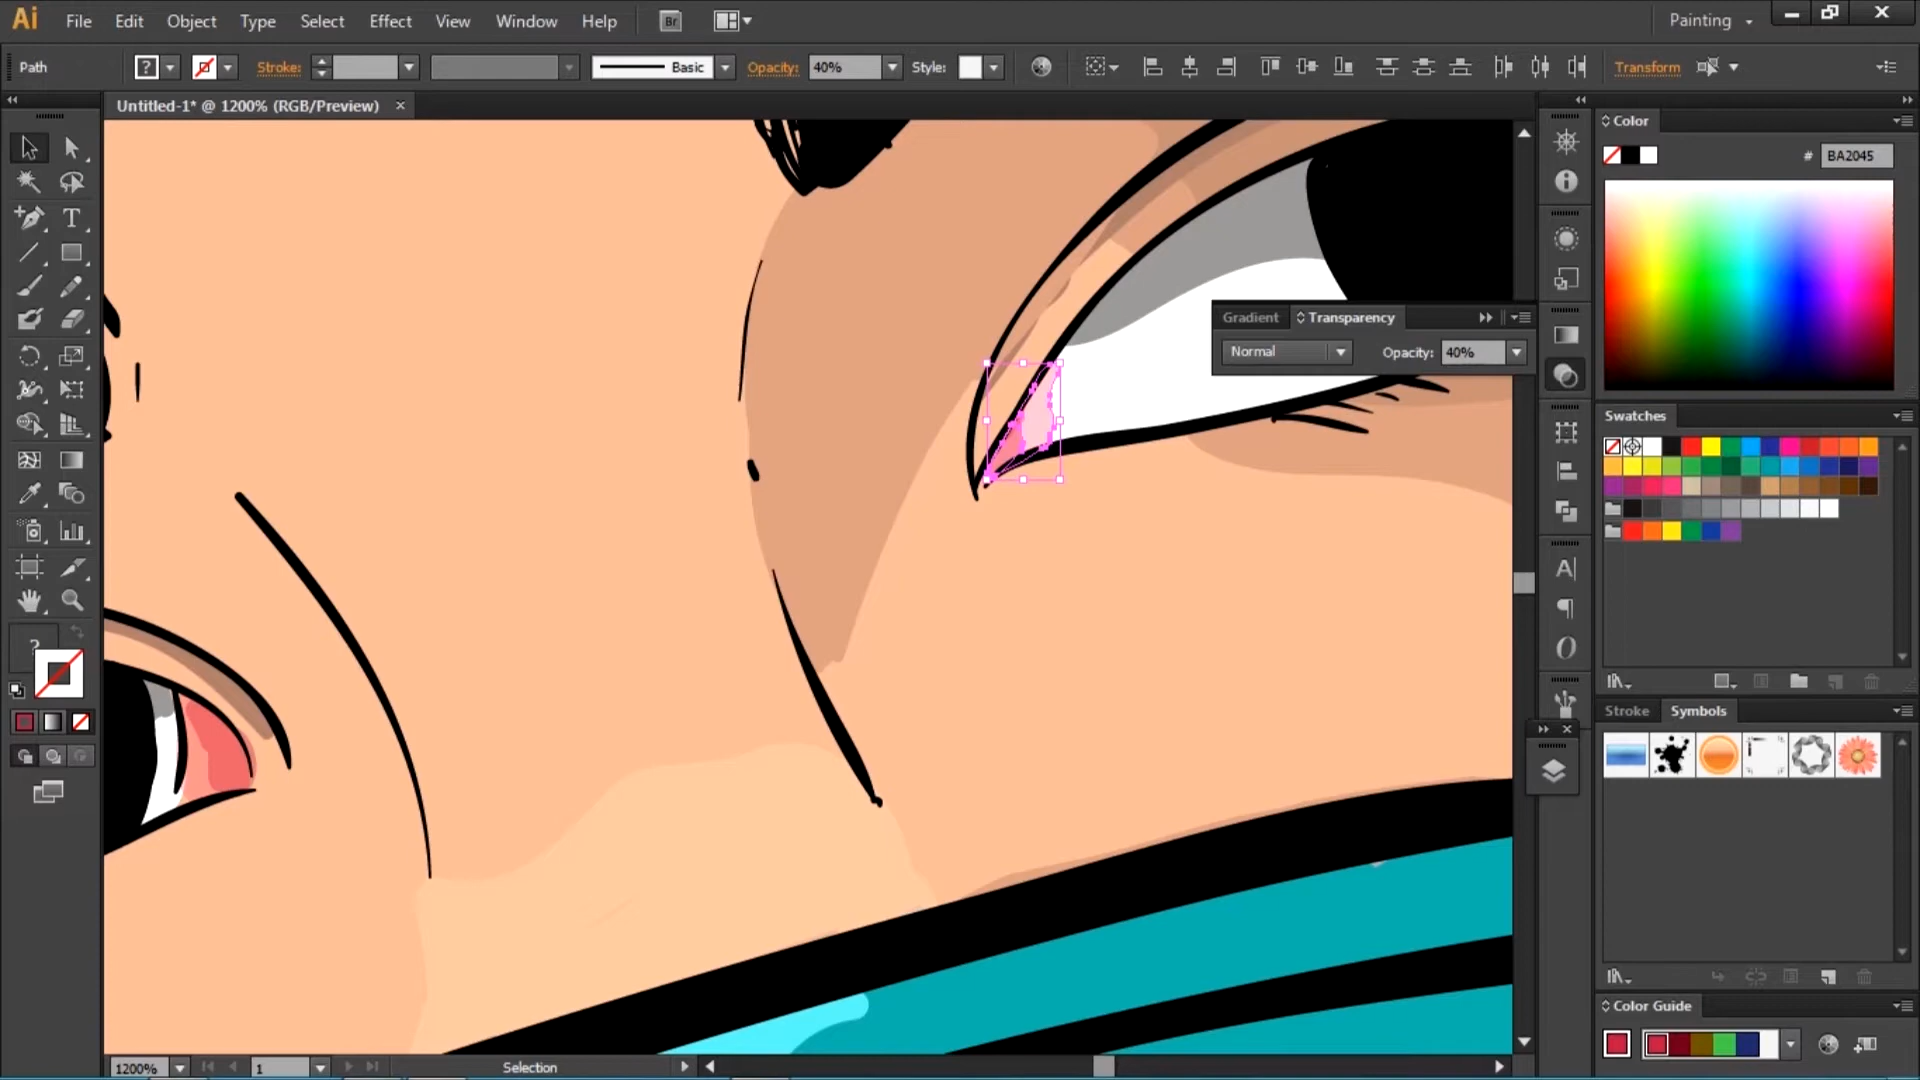 Ai File Edit Object Type Select Effect View Window Help Br Painting
Path ? Stroke: Basic Opacity: 40% Style: Transform
Untitled-1* @ 1200% (RGB/Preview)
Color
# BA2045
T
Gradient Transparency
Normal Opacity: 40%
Swatches
A
O
?
Stroke Symbols
Color Guide
1200% 1 Selection